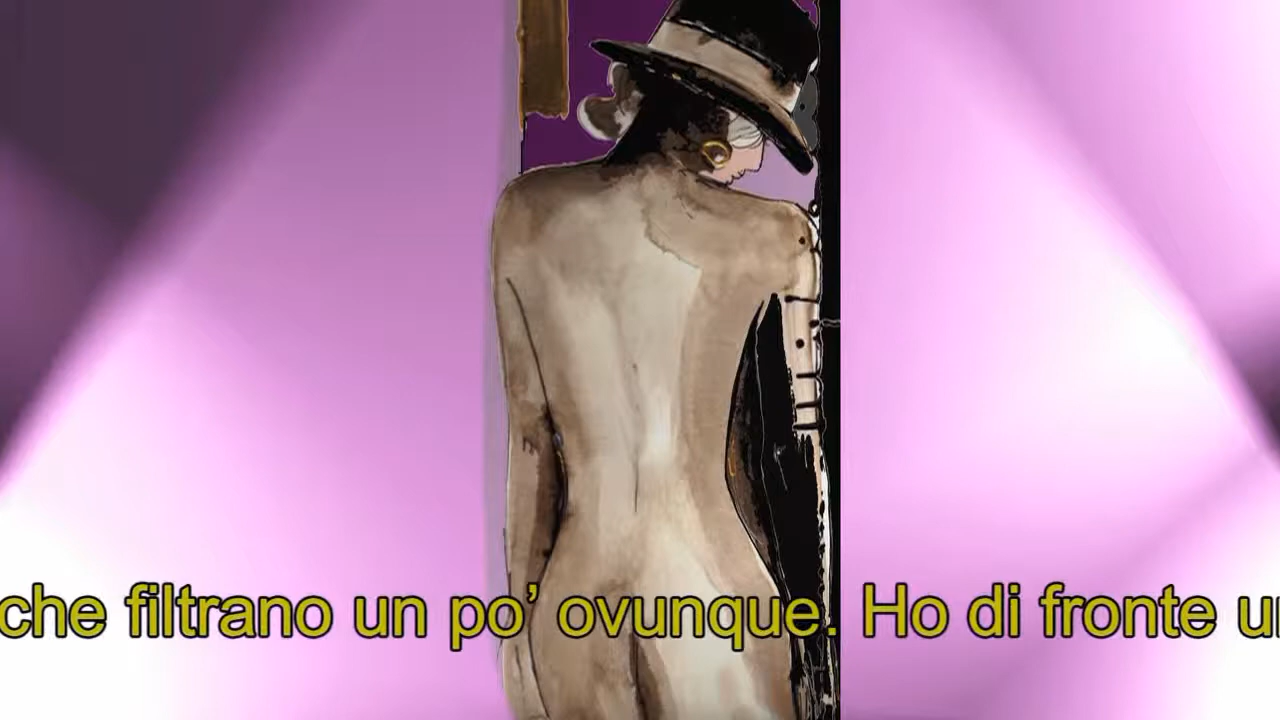 che filtrano un po’ ovunque. Ho di fronte